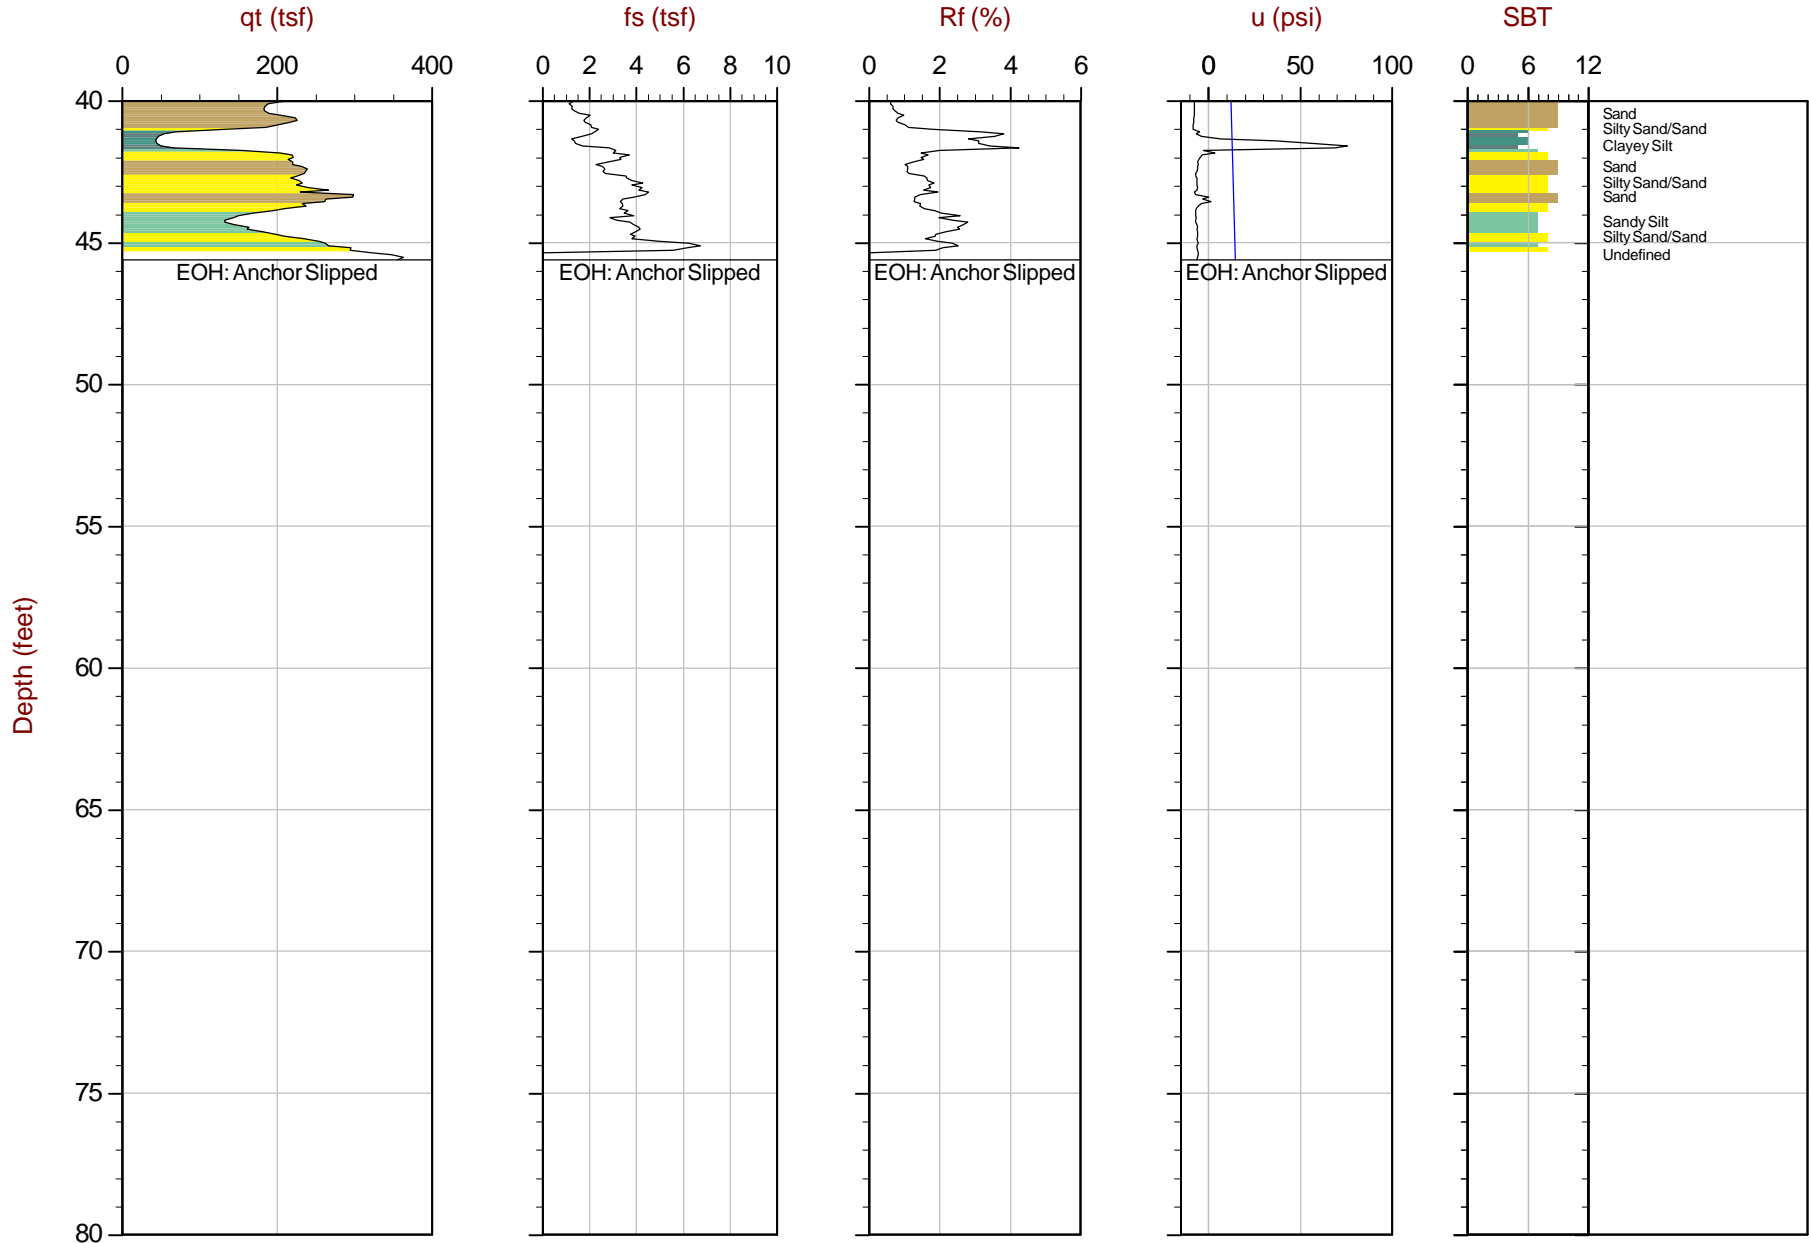 qt (tsf) fs (tsf) Rf (%) u (psi) SBT
0 200 400 0 2 4 6 8 10 0 2 4 6 0 50 100 0 6 12
40
Sand
Silty Sand/Sand
Clayey Silt
Sand
Silty Sand/Sand
Sand
Sandy Silt
Silty Sand/Sand
45
Undefined
EOH: Anchor Slipped EOH: Anchor Slipped EOH: Anchor Slipped EOH: Anchor Slipped
50
55
60
Depth (feet)
65
70
75
80